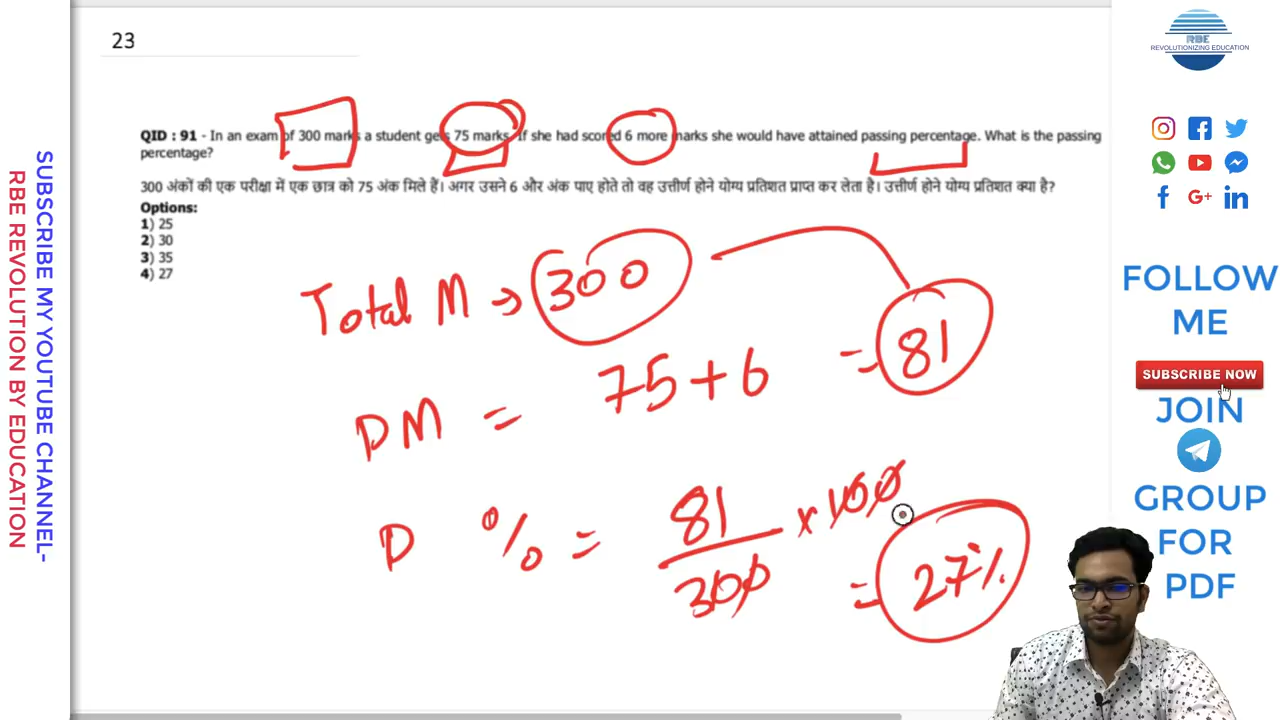 23
RBE
REVOLUTIONIZING EDUCATION
QID : 91 - In an exam of 300 marks a student gets 75 marks. If she had scored 6 more marks she would have attained passing percentage. What is the passing
percentage?
300 अंकों की एक परीक्षा में एक छात्र को 75 अंक मिले हैं। अगर उसने 6 और अंक पाए होते तो वह उत्तीर्ण होने योग्य प्रतिशत प्राप्त कर लेता है। उत्तीर्ण होने योग्य प्रतिशत क्या है?
Options:
1) 25
2) 30
3) 35
4) 27
Total M → 300
PM = 75+6 = 81
P % = 81/300 × 100 = 27%
SUBSCRIBE MY YOUTUBE CHANNEL-
RBE REVOLUTION BY EDUCATION
FOLLOW
ME
SUBSCRIBE NOW
JOIN
GROUP
FOR
PDF